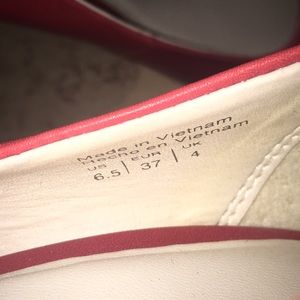 Made in Vietnam
Hecho en Vietnam
US | EUR | UK
6.5 | 37 | 4